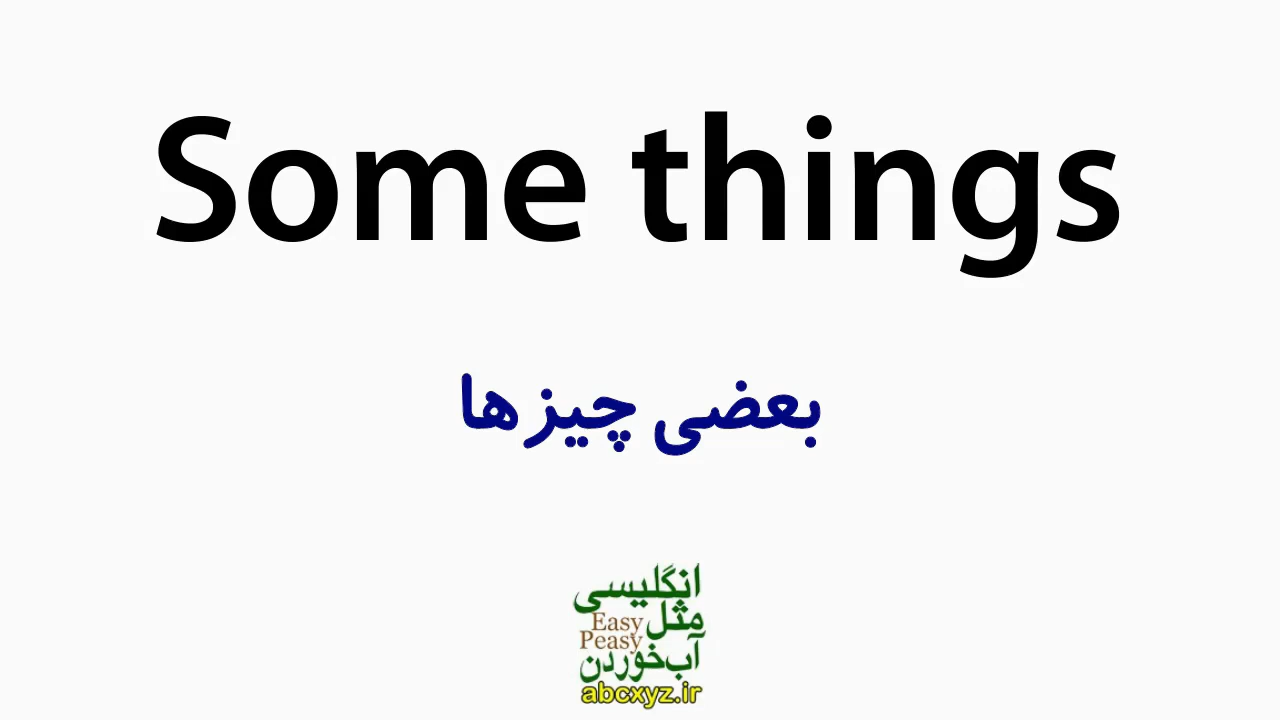 Some things
بعضی چیزها
انگلیسی
مثل
Easy
Peasy
آب‌خوردن
abcxyz.ir